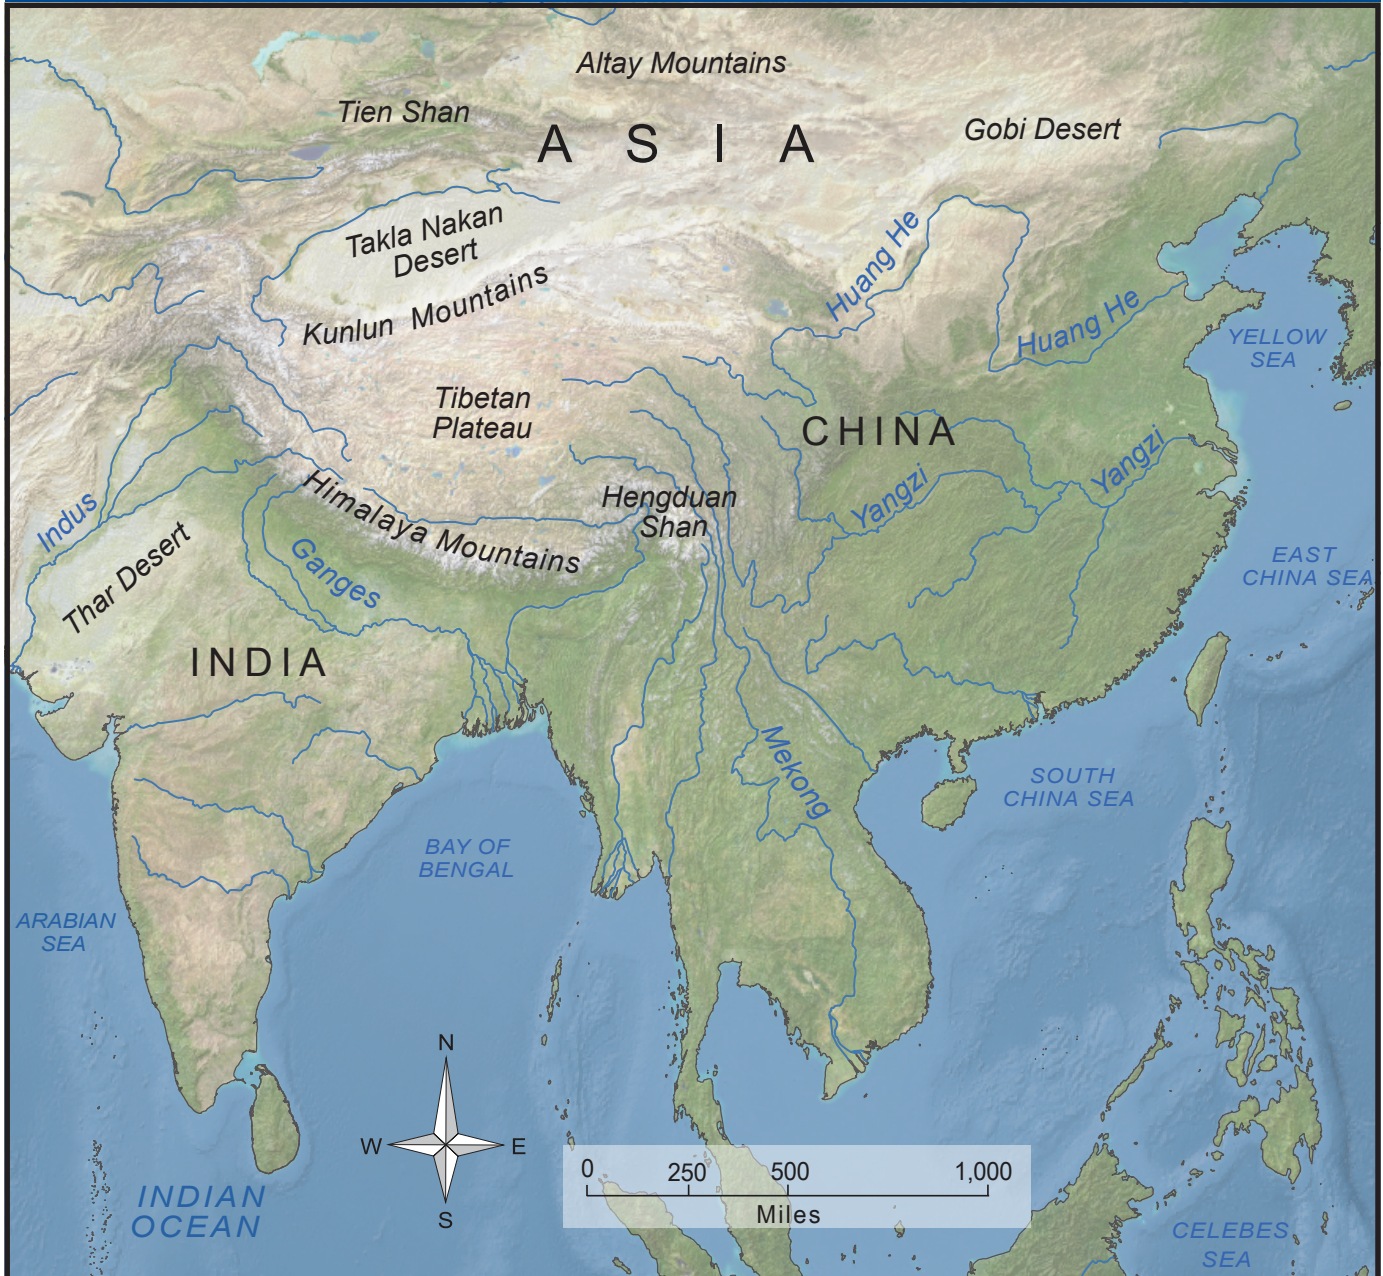 Altay Mountains
Tien Shan
ASIA
Gobi Desert
Takla Nakan
Desert
Huang He
Kunlun Mountains
Huang He
YELLOW
SEA
Tibetan
Plateau
CHINA
Indus
Himalaya Mountains
Hengduan
Shan
Yangzi
Yangzi
Thar Desert
Ganges
EAST
CHINA SEA
INDIA
Mekong
SOUTH
CHINA SEA
BAY OF
BENGAL
ARABIAN
SEA
N
W
E
S
0 250 500 1,000
Miles
INDIAN
OCEAN
CELEBES
SEA